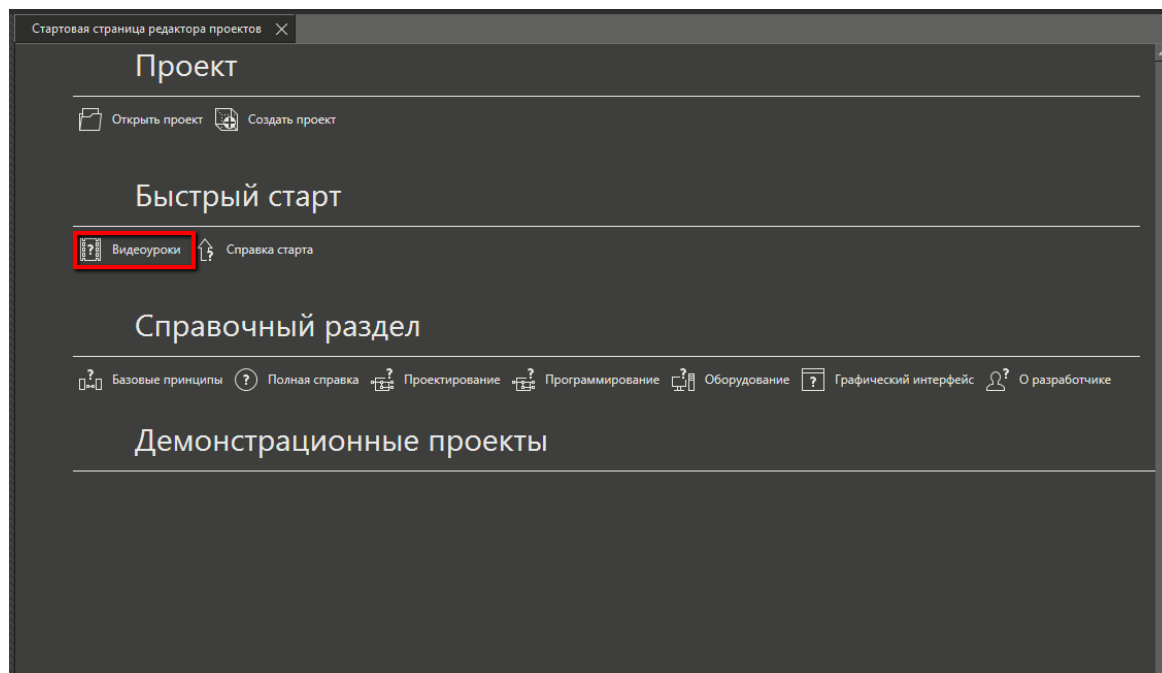 Стартовая страница редактора проектов
Проект
Открыть проект Создать проект
Быстрый старт
Видеоуроки Справка старта
Справочный раздел
Базовые принципы Полная справка Проектирование Программирование Оборудование Графический интерфейс О разработчике
Демонстрационные проекты